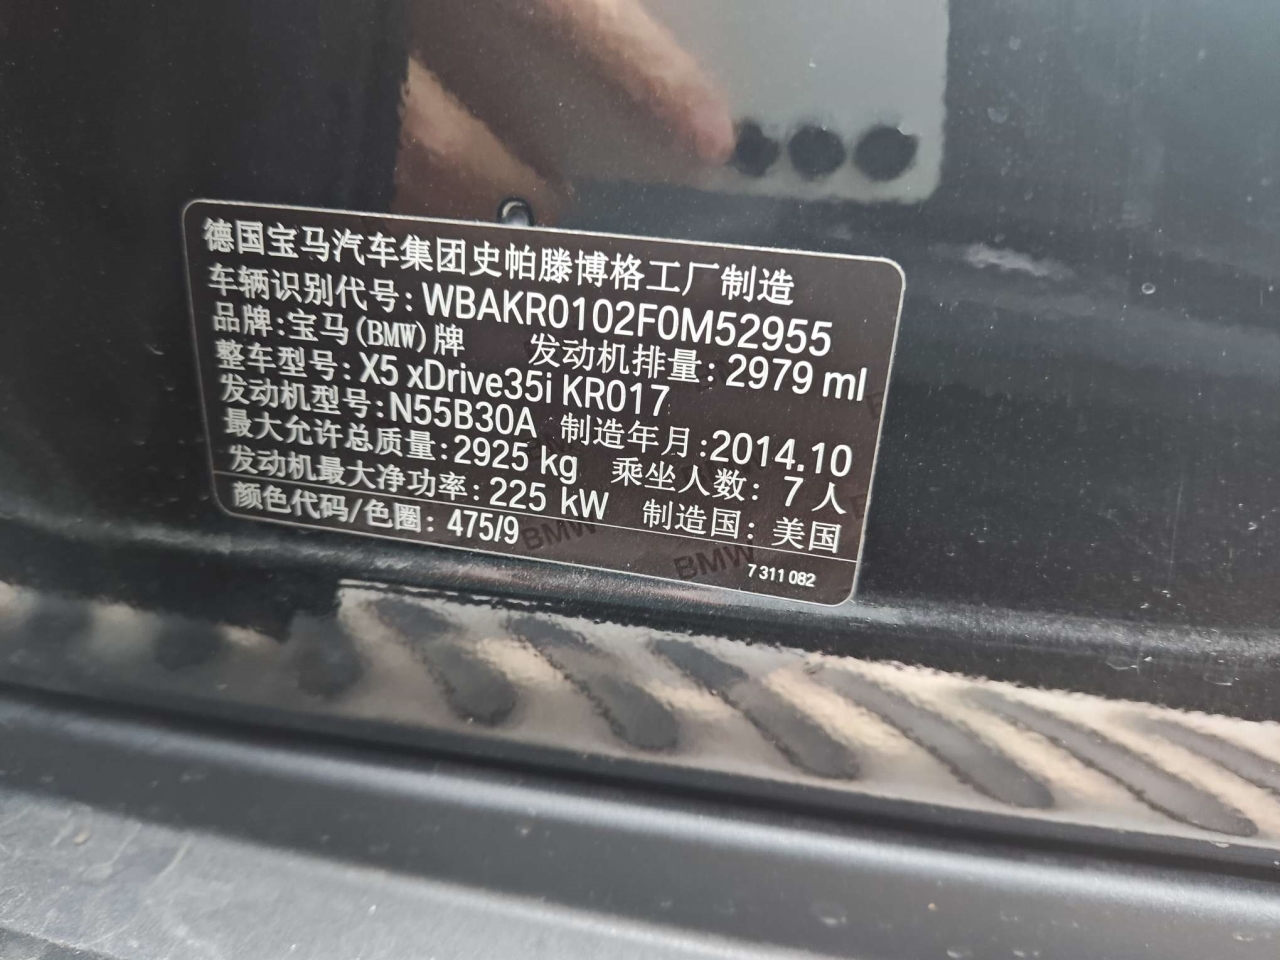 德国宝马汽车集团史帕滕博格工厂制造
车辆识别代号: WBAKR0102F0M52955
品牌: 宝马(BMW)牌 发动机排量: 2979 ml
整车型号: X5 xDrive35i KR017
发动机型号: N55B30A 制造年月: 2014.10
最大允许总质量: 2925 kg 乘坐人数: 7 人
发动机最大净功率: 225 kW 制造国: 美国
颜色代码/色圈: 475/9
BMW BMW
7 311 082